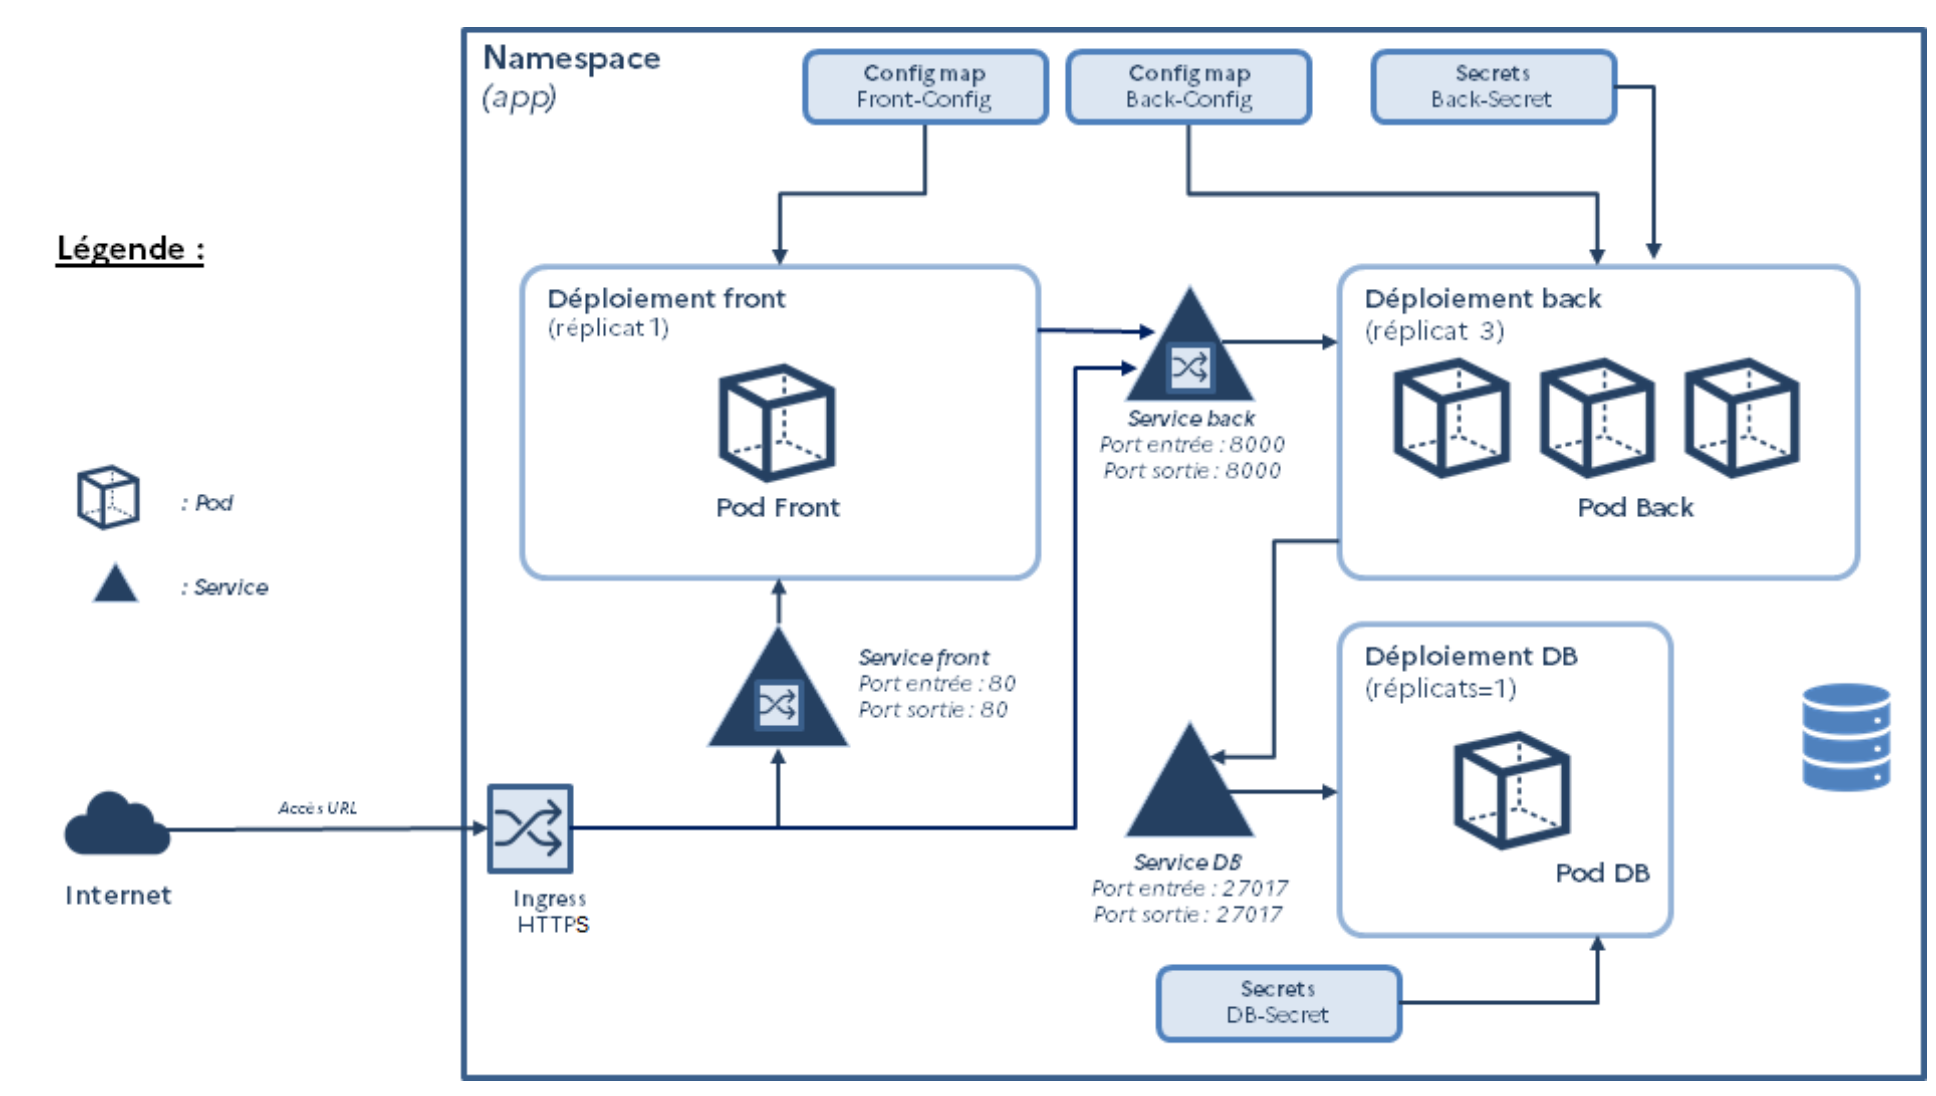 Namespace
(app)
Config map
Front-Config
Config map
Back-Config
Secrets
Back-Secret
Légende :
: Pod
: Service
Déploiement front
(réplicat 1)
Pod Front
Service back
Port entrée : 8000
Port sortie : 8000
Déploiement back
(réplicat 3)
Pod Back
Service front
Port entrée : 80
Port sortie : 80
Déploiement DB
(réplicats=1)
Pod DB
Service DB
Port entrée : 27017
Port sortie : 27017
Accès URL
Internet
Ingress
HTTPS
Secrets
DB-Secret